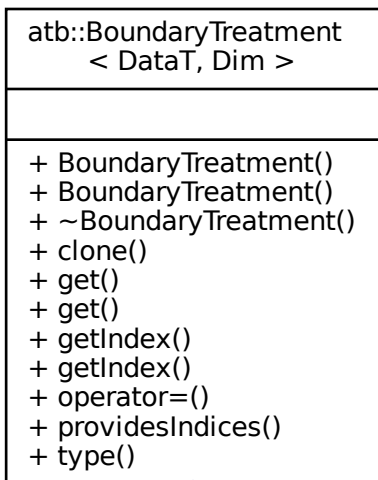 atb::BoundaryTreatment
< DataT, Dim >
+ BoundaryTreatment()
+ BoundaryTreatment()
+ ~BoundaryTreatment()
+ clone()
+ get()
+ get()
+ getIndex()
+ getIndex()
+ operator=()
+ providesIndices()
+ type()